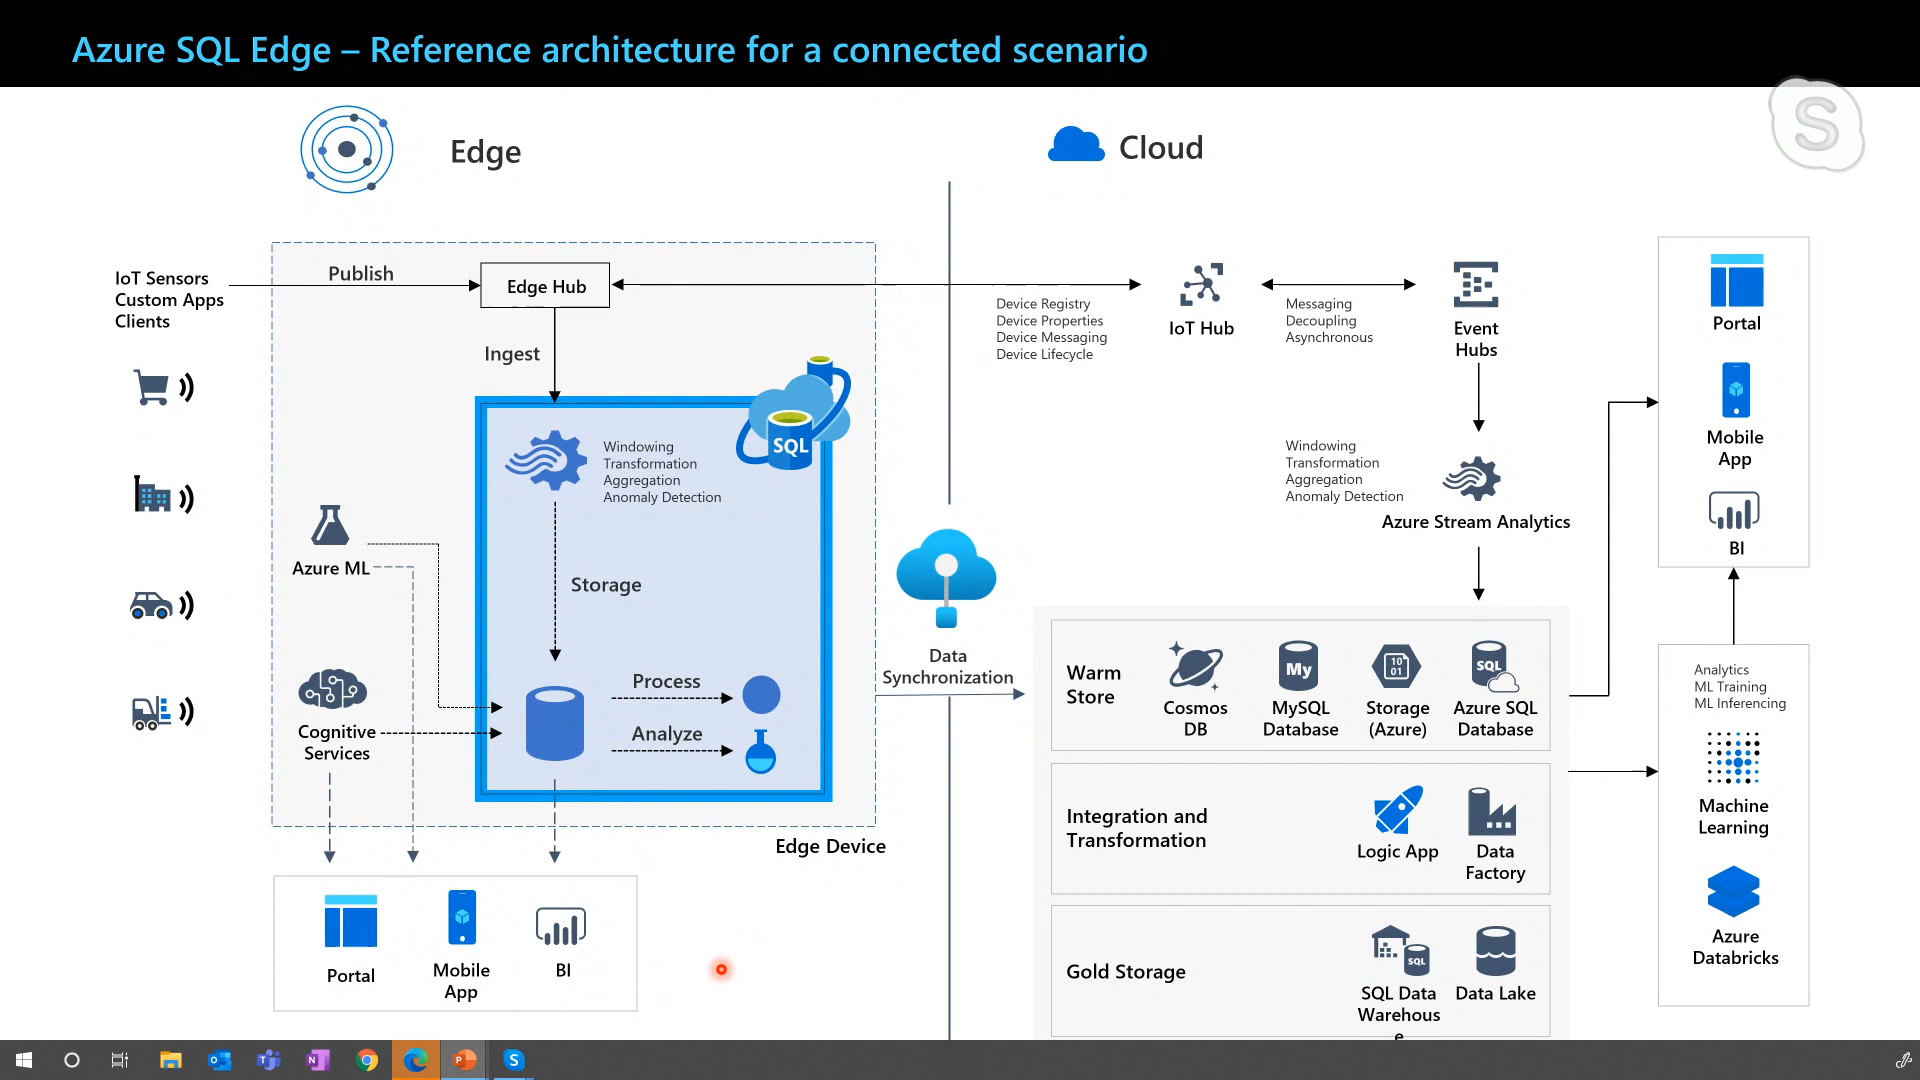 Azure SQL Edge – Reference architecture for a connected scenario
Edge
Cloud
S
IoT Sensors
Custom Apps
Clients
Publish
Edge Hub
Ingest
Windowing
Transformation
Aggregation
Anomaly Detection
SQL
Storage
Azure ML
Cognitive
Services
Process
Analyze
Edge Device
Portal
Mobile
App
BI
Data
Synchronization
Device Registry
Device Properties
Device Messaging
Device Lifecycle
IoT Hub
Messaging
Decoupling
Asynchronous
Event
Hubs
Windowing
Transformation
Aggregation
Anomaly Detection
Azure Stream Analytics
Warm
Store
Cosmos
DB
My
MySQL
Database
10
01
Storage
(Azure)
SQL
Azure SQL
Database
Integration and
Transformation
Logic App
Data
Factory
Gold Storage
SQL
SQL Data
Warehous
e
Data Lake
Portal
Mobile
App
BI
Analytics
ML Training
ML Inferencing
Machine
Learning
Azure
Databricks